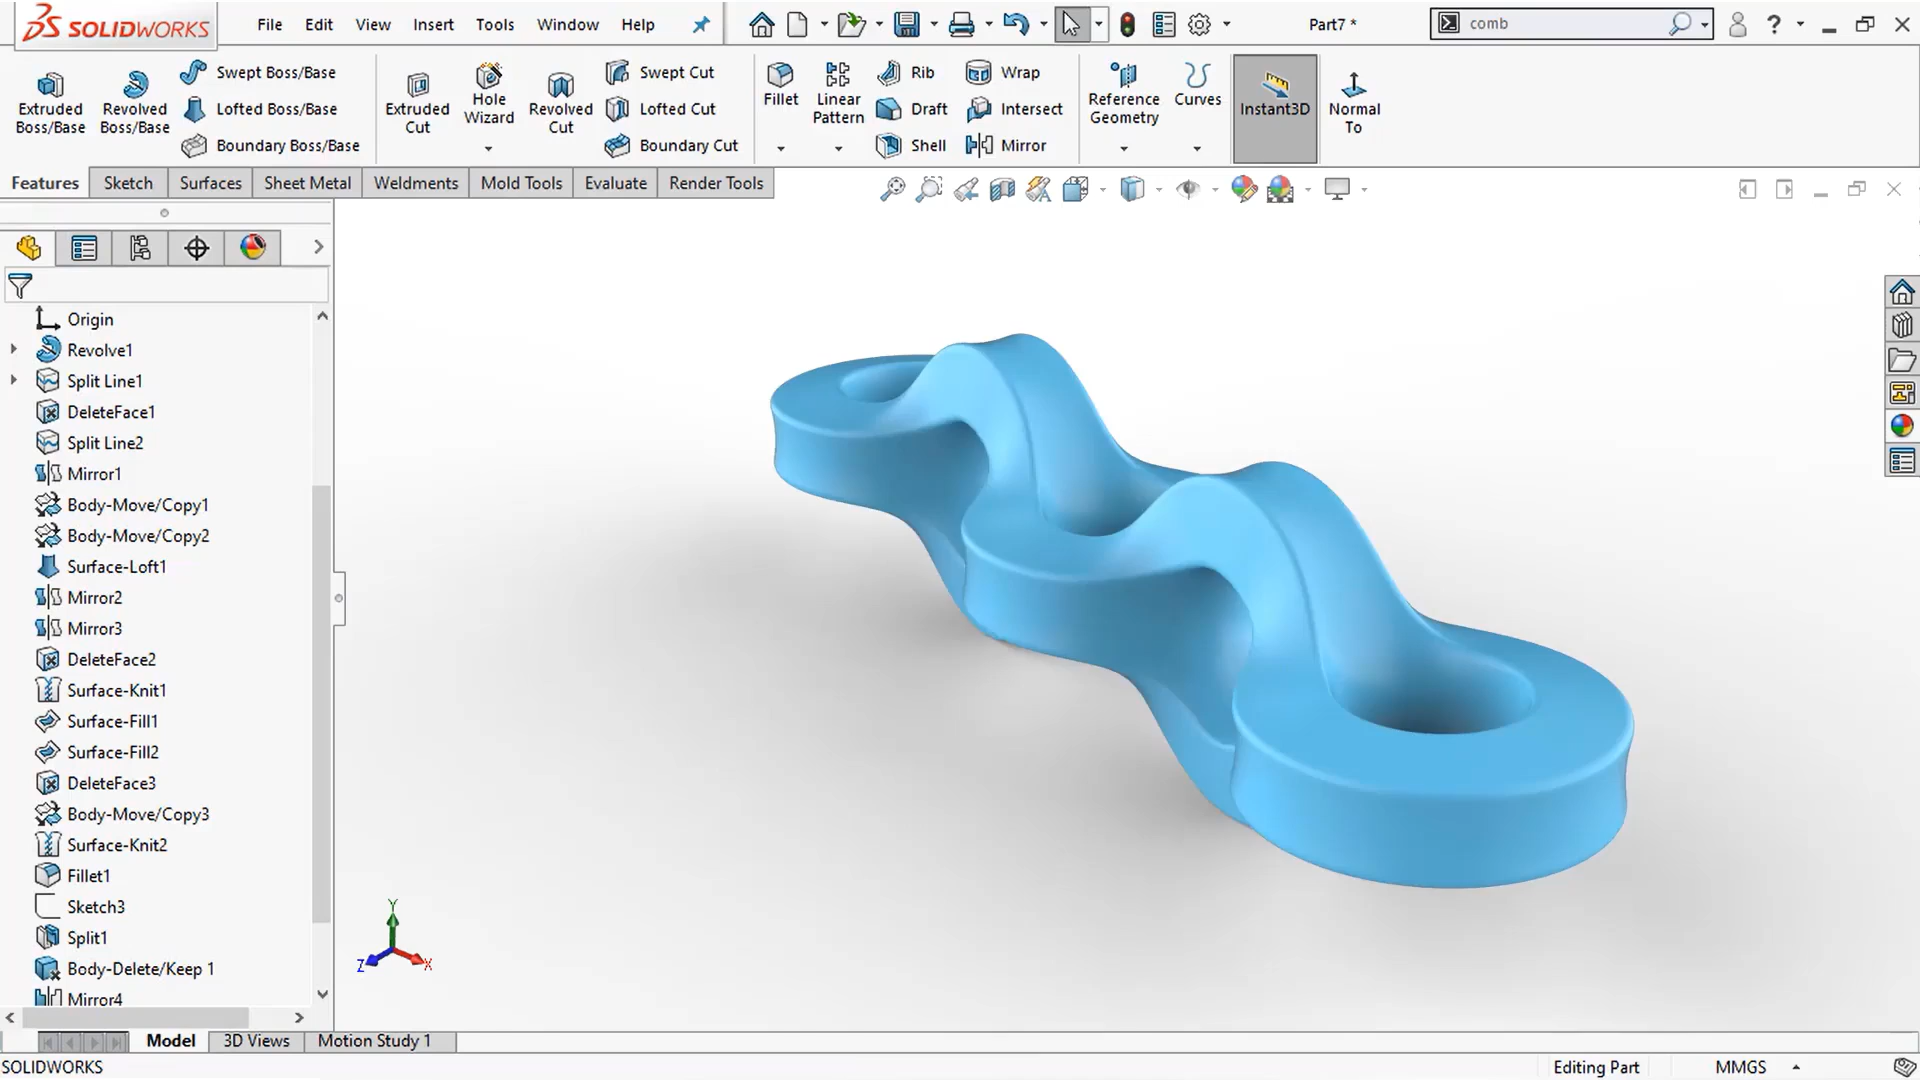 SOLIDWORKS File Edit View Insert Tools Window Help Part7 * comb ?
Extruded Boss/Base
Revolved Boss/Base
Swept Boss/Base
Lofted Boss/Base
Boundary Boss/Base
Extruded Cut
Hole Wizard
Revolved Cut
Swept Cut
Lofted Cut
Boundary Cut
Fillet
Linear Pattern
Rib
Draft
Shell
Wrap
Intersect
Mirror
Reference Geometry
Curves
Instant3D
Normal To
Features Sketch Surfaces Sheet Metal Weldments Mold Tools Evaluate Render Tools
Origin
Revolve1
Split Line1
DeleteFace1
Split Line2
Mirror1
Body-Move/Copy1
Body-Move/Copy2
Surface-Loft1
Mirror2
Mirror3
DeleteFace2
Surface-Knit1
Surface-Fill1
Surface-Fill2
DeleteFace3
Body-Move/Copy3
Surface-Knit2
Fillet1
Sketch3
Split1
Body-Delete/Keep 1
Mirror4
Y
Z
X
Model 3D Views Motion Study 1
SOLIDWORKS Editing Part MMGS